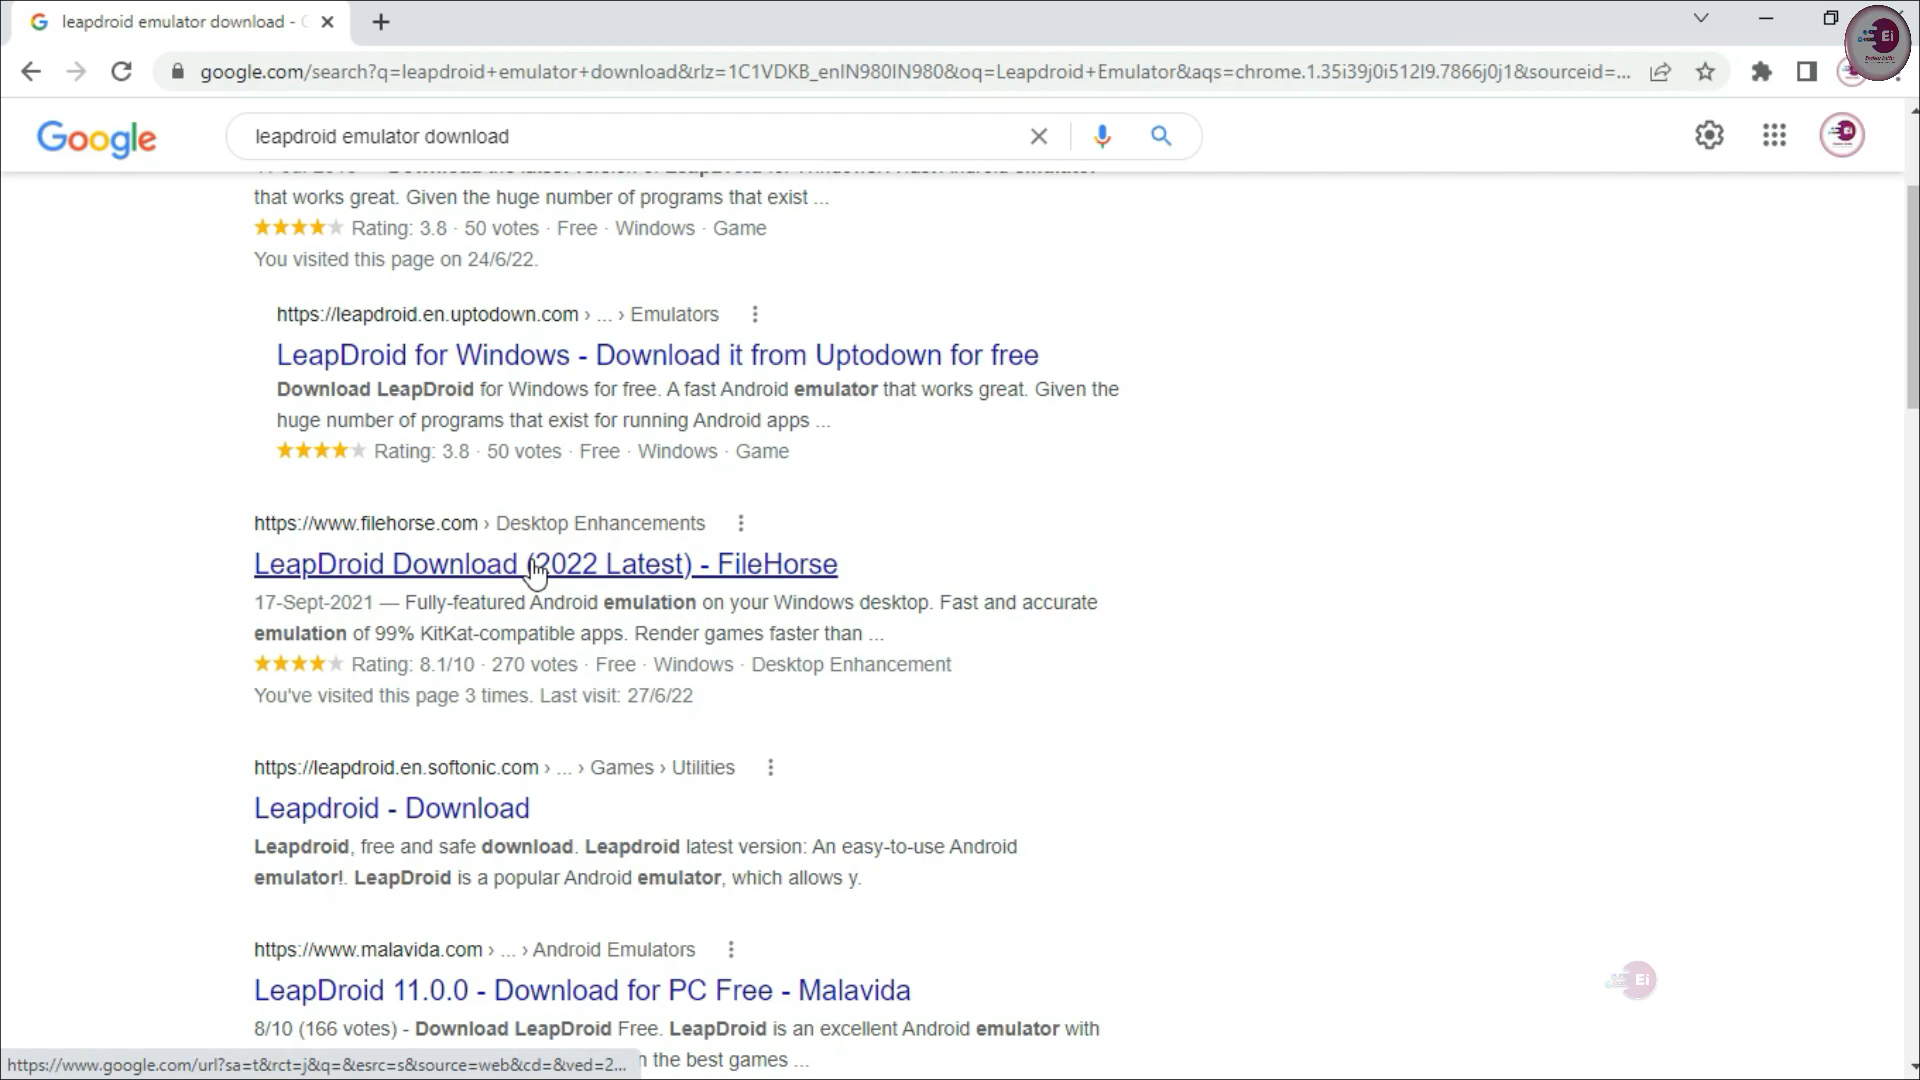 leapdroid emulator download -
google.com/search?q=leapdroid+emulator+download&rlz=1C1VDKB_enIN980IN980&oq=Leapdroid+Emulator&aqs=chrome.1.35i39j0i512l9.7866j0j1&sourceid=...
Ei
Google
leapdroid emulator download
that works great. Given the huge number of programs that exist ...
Rating: 3.8 · 50 votes · Free · Windows · Game
You visited this page on 24/6/22.
https://leapdroid.en.uptodown.com › ... › Emulators
LeapDroid for Windows - Download it from Uptodown for free
Download LeapDroid for Windows for free. A fast Android emulator that works great. Given the
huge number of programs that exist for running Android apps ...
Rating: 3.8 · 50 votes · Free · Windows · Game
https://www.filehorse.com › Desktop Enhancements
LeapDroid Download (2022 Latest) - FileHorse
17-Sept-2021 — Fully-featured Android emulation on your Windows desktop. Fast and accurate
emulation of 99% KitKat-compatible apps. Render games faster than ...
Rating: 8.1/10 · 270 votes · Free · Windows · Desktop Enhancement
You've visited this page 3 times. Last visit: 27/6/22
https://leapdroid.en.softonic.com › ... › Games › Utilities
Leapdroid - Download
Leapdroid, free and safe download. Leapdroid latest version: An easy-to-use Android
emulator!. LeapDroid is a popular Android emulator, which allows y.
https://www.malavida.com › ... › Android Emulators
LeapDroid 11.0.0 - Download for PC Free - Malavida
Ei
8/10 (166 votes) - Download LeapDroid Free. LeapDroid is an excellent Android emulator with
https://www.google.com/url?sa=t&rct=j&q=&esrc=s&source=web&cd=&ved=2...
the best games ...